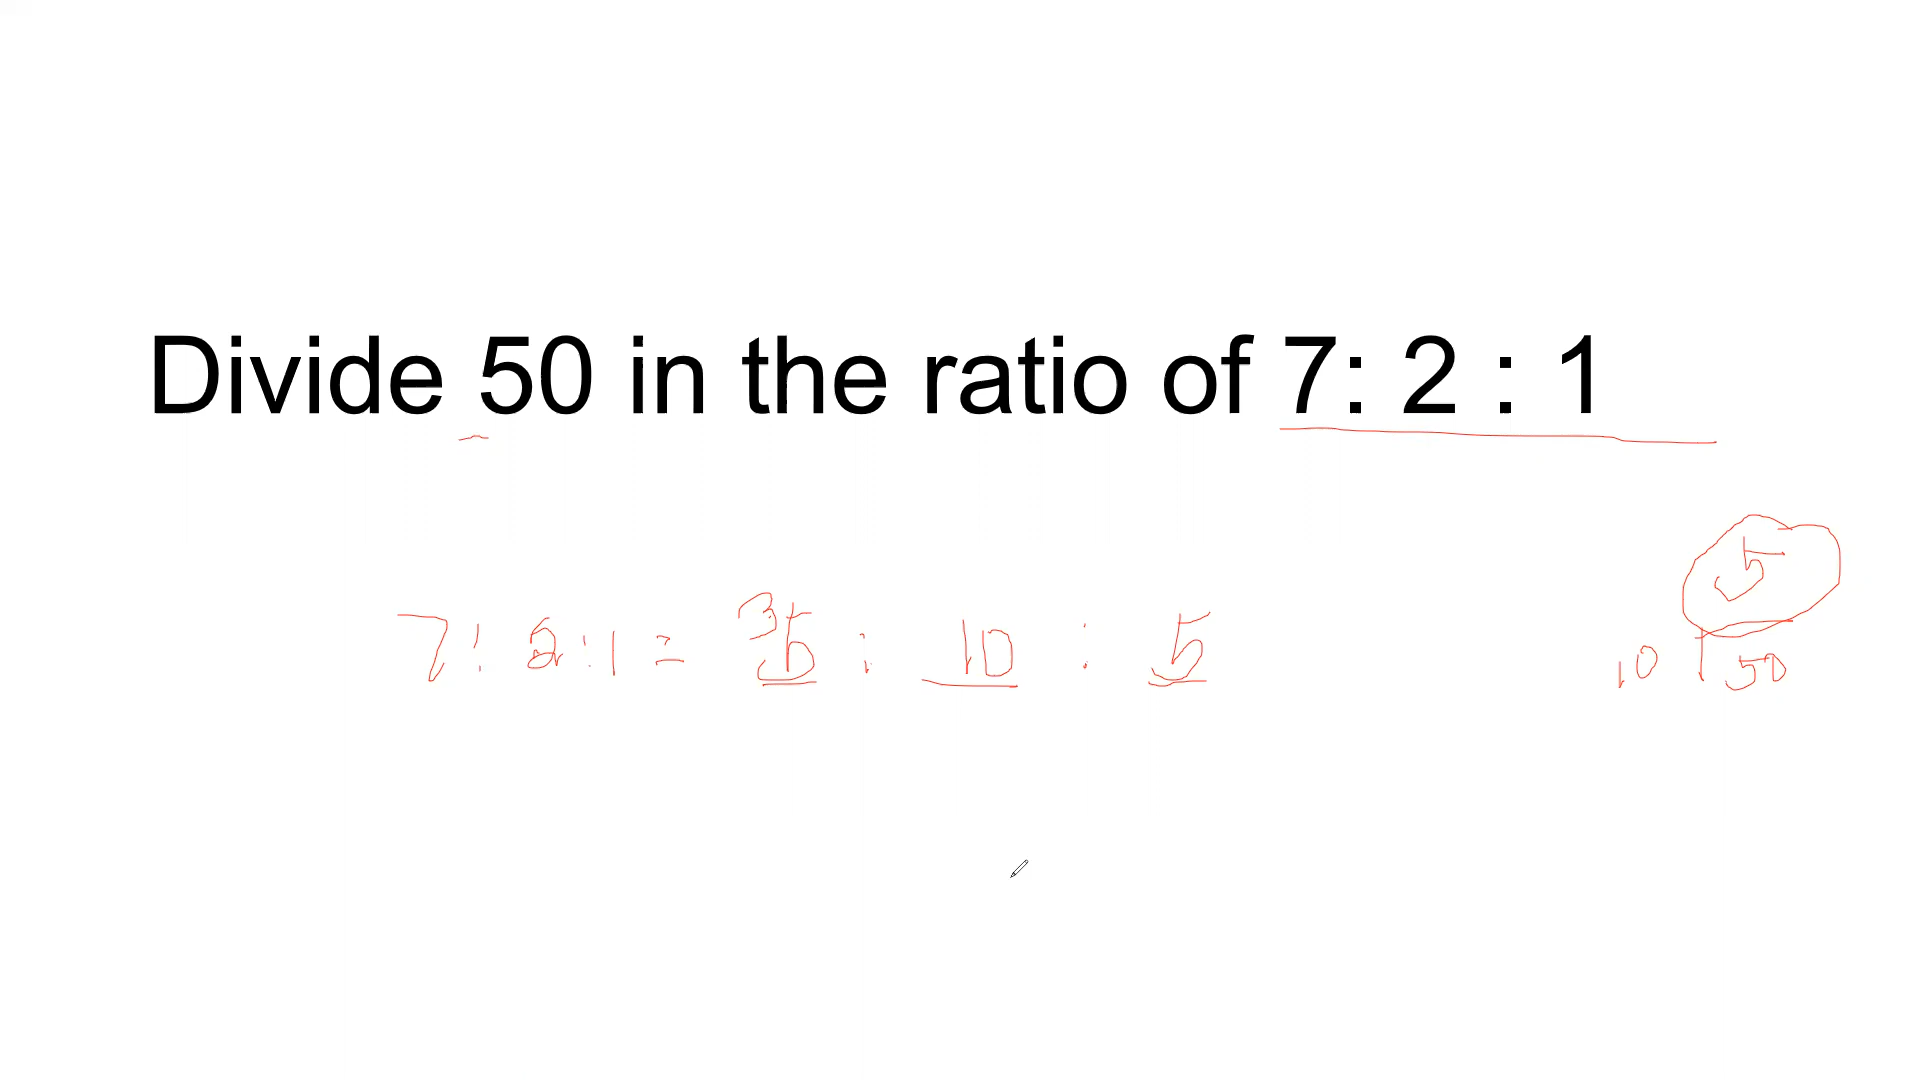 Divide 50 in the ratio of 7: 2 : 1
5
7: 2:1 = 35 : 10 : 5
10 50